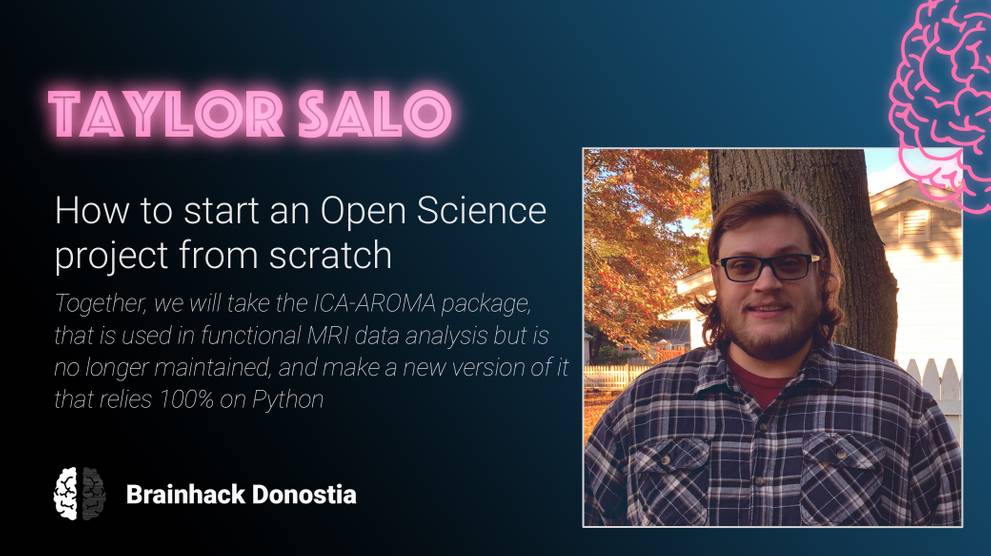 TAYLOR SALO
How to start an Open Science
project from scratch
Together, we will take the ICA-AROMA package,
that is used in functional MRI data analysis but is
no longer maintained, and make a new version of it
that relies 100% on Python
Brainhack Donostia